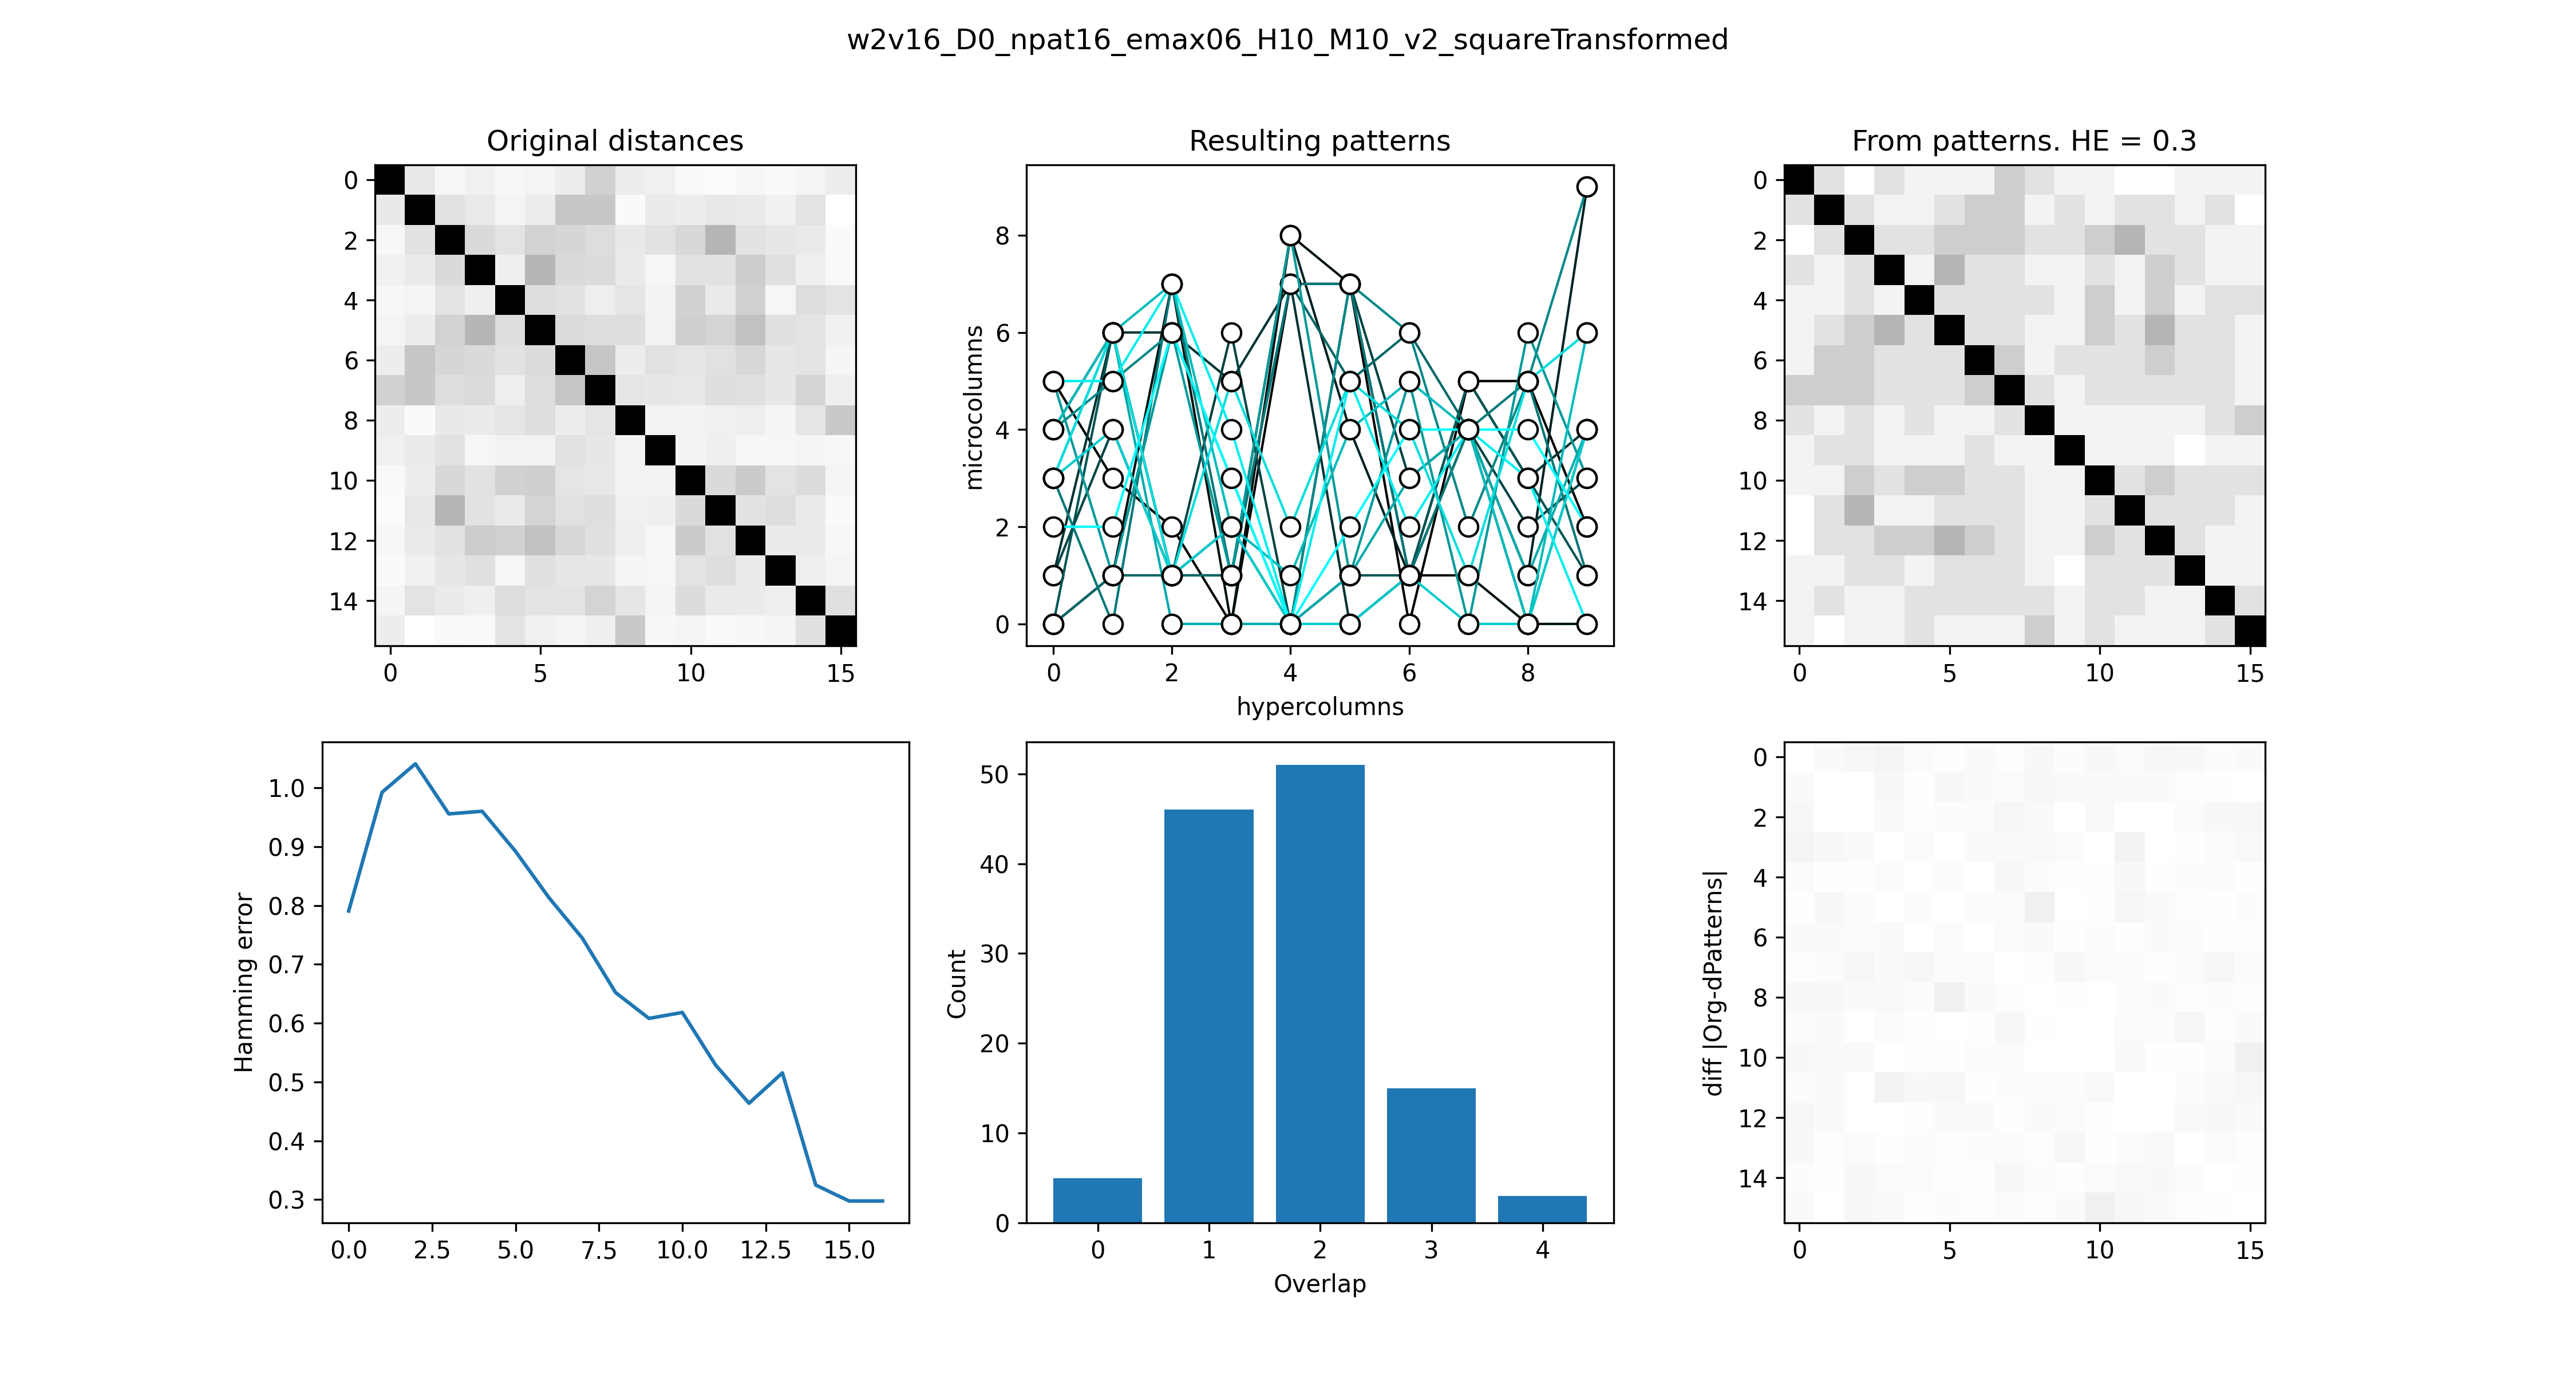 w2v16_D0_npat16_emax06_H10_M10_v2_squareTransformed
Original distances
0
2
4
6
8
10
12
14
0 5 10 15
Resulting patterns
microcolumns
8
6
4
2
0
0 2 4 6 8
hypercolumns
From patterns. HE = 0.3
0
2
4
6
8
10
12
14
0 5 10 15
Hamming error
1.0
0.9
0.8
0.7
0.6
0.5
0.4
0.3
0.0 2.5 5.0 7.5 10.0 12.5 15.0
Count
50
40
30
20
10
0
0 1 2 3 4
Overlap
diff |Org-dPatterns|
0
2
4
6
8
10
12
14
0 5 10 15